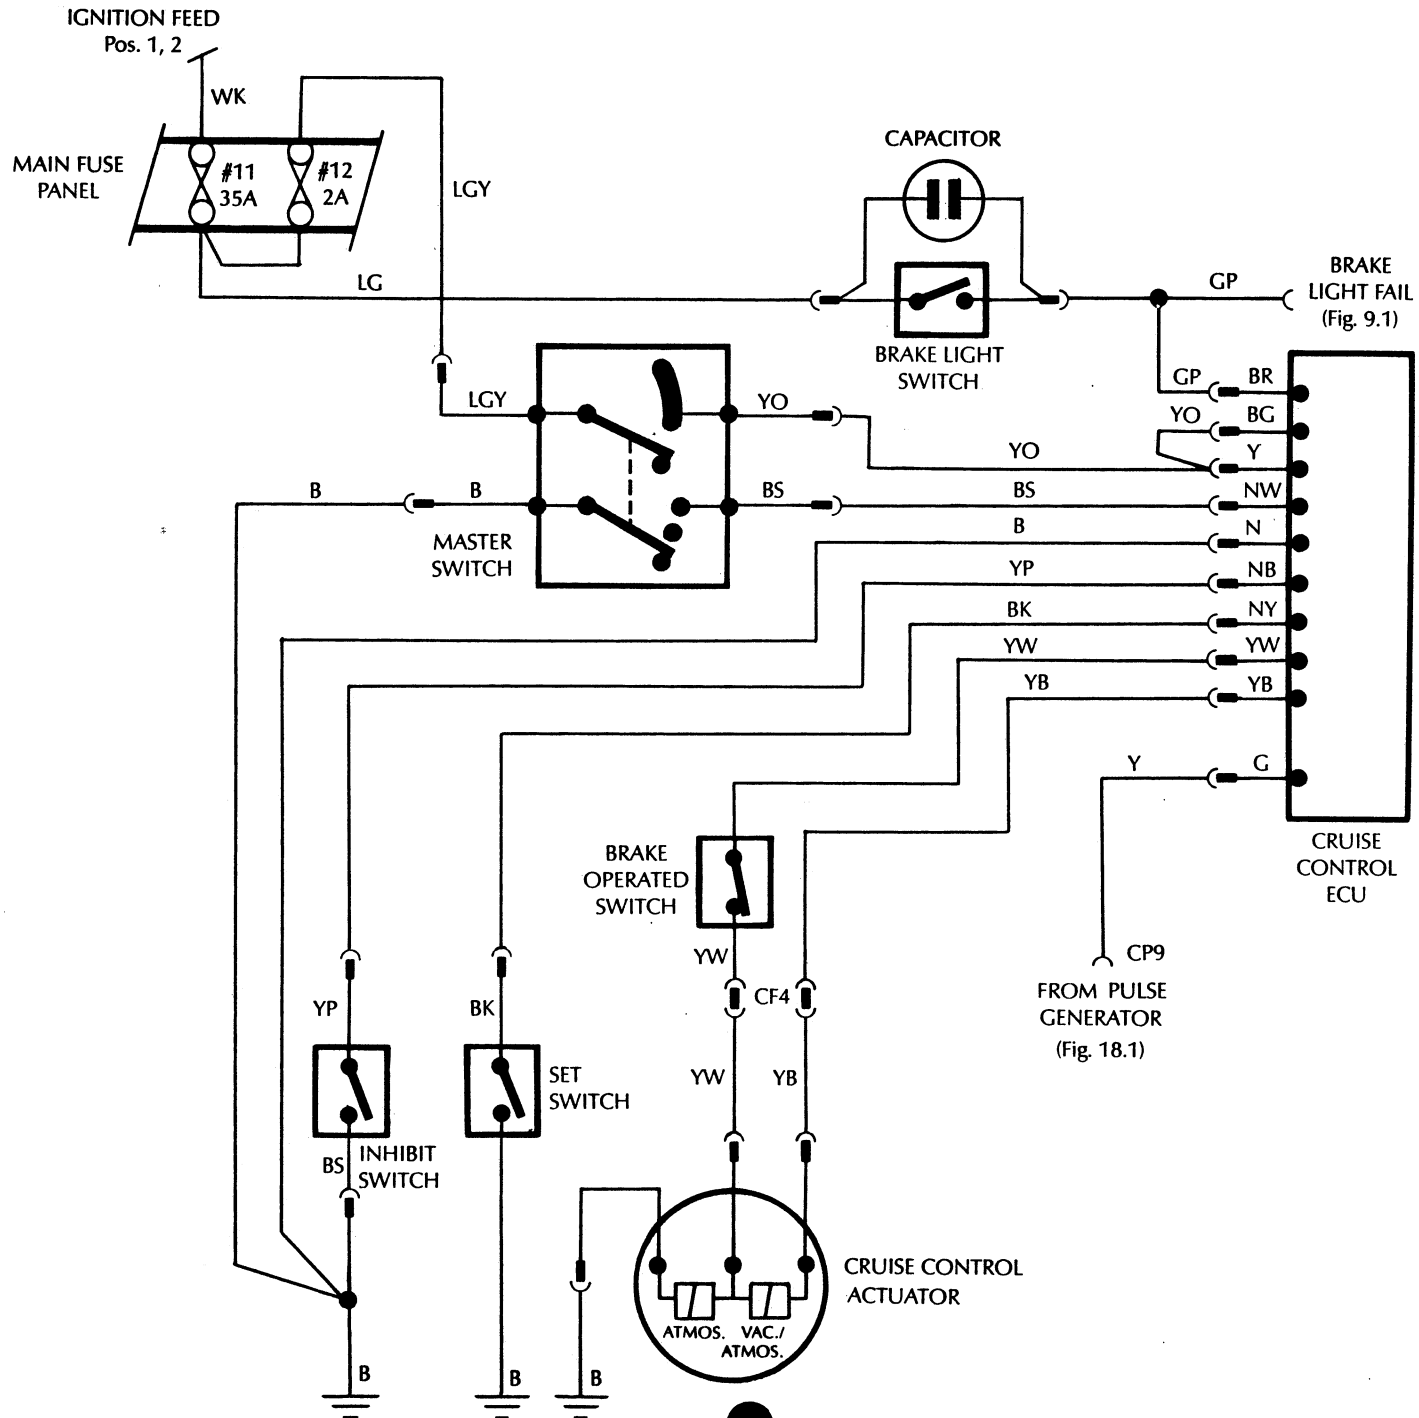 IGNITION FEED
Pos. 1, 2
WK
MAIN FUSE
PANEL
#11
35A
#12
2A
LGY
LG
CAPACITOR
BRAKE LIGHT
SWITCH
GP
BRAKE
LIGHT FAIL
(Fig. 9.1)
GP
BR
LGY
YO
YO
BG
YO
Y
B
B
BS
BS
NW
MASTER
SWITCH
B
N
YP
NB
BK
NY
YW
YW
YB
YB
Y
G
CRUISE
CONTROL
ECU
BRAKE
OPERATED
SWITCH
YW
CF4
CP9
FROM PULSE
GENERATOR
(Fig. 18.1)
YP
BK
YW
YB
SET
SWITCH
INHIBIT
SWITCH
BS
CRUISE CONTROL
ACTUATOR
ATMOS.
VAC./
ATMOS.
B
B
B